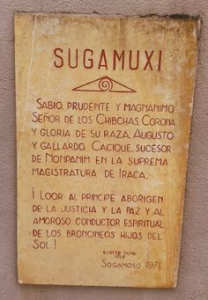 SUGAMUXI
SABIO, PRUDENTE Y MAGNANIMO
SEÑOR DE LOS CHIBCHAS, CORONA
Y GLORIA DE SU RAZA, AUGUSTO
Y GALLARDO CACIQUE, SUCESOR
DE NOMPANIM EN LA SUPREMA
MAGISTRATURA DE IRACA.
¡ LOOR AL PRINCIPE ABORIGEN
DE LA JUSTICIA Y LA PAZ Y AL
AMOROSO CONDUCTOR ESPIRITUAL
DE LOS BRONCINEOS HIJOS DEL
SOL !
SOGAMOSO 1971